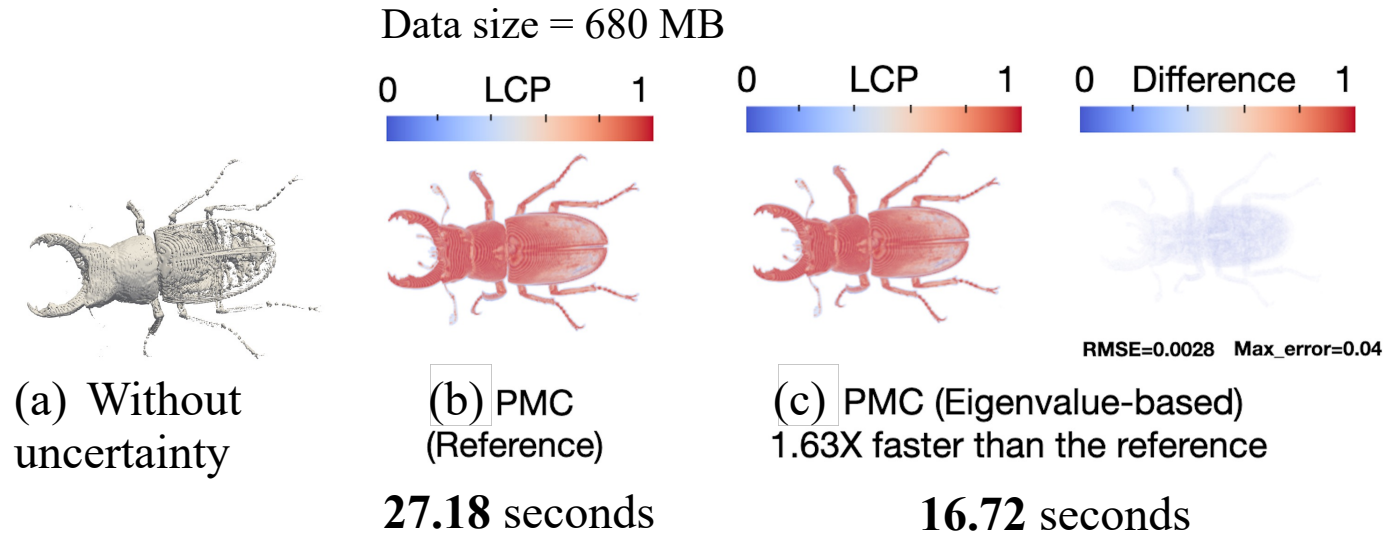 Data size = 680 MB
0 LCP 1
0 LCP 1
0 Difference 1
RMSE=0.0028 Max_error=0.04
(a) Without
uncertainty
(b) PMC
(Reference)
27.18 seconds
(c) PMC (Eigenvalue-based)
1.63X faster than the reference
16.72 seconds